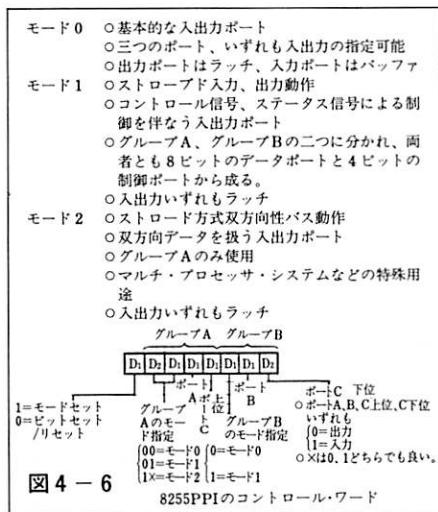 モード0 ○基本的な入出力ポート
○三つのポート、いずれも入出力の指定可能
○出力ポートはラッチ、入力ポートはバッファ
モード1 ○ストローブド入力、出力動作
○コントロール信号、ステータス信号による制
御を伴なう入出力ポート
○グループA、グループBの二つに分かれ、両
者とも8ビットのデータポートと4ビットの
制御ポートから成る。
○入出力いずれもラッチ
モード2 ○ストロード方式双方向性バス動作
○双方向データを扱う入出力ポート
○グループAのみ使用
○マルチ・プロセッサ・システムなどの特殊用
途
○入出力いずれもラッチ
グループA グループB
D₁ D₂ D₁ D₁ D₁ D₁ D₁ D₂
1=モードセット
0=ビットセット
/リセット
グループ
Aのモー
ド指定
00=モード0
01=モード1
1×=モード2
ポート
A
ポートC
上位
グループB
のモード指定
0=モード0
1=モード1
ポート
B
ポートC 下位
○ポートA,B,C上位、C下位
いずれも
0=出力
1=入力
○×は0.1どちらでも良い。
図4-6
8255PPIのコントロール・ワード